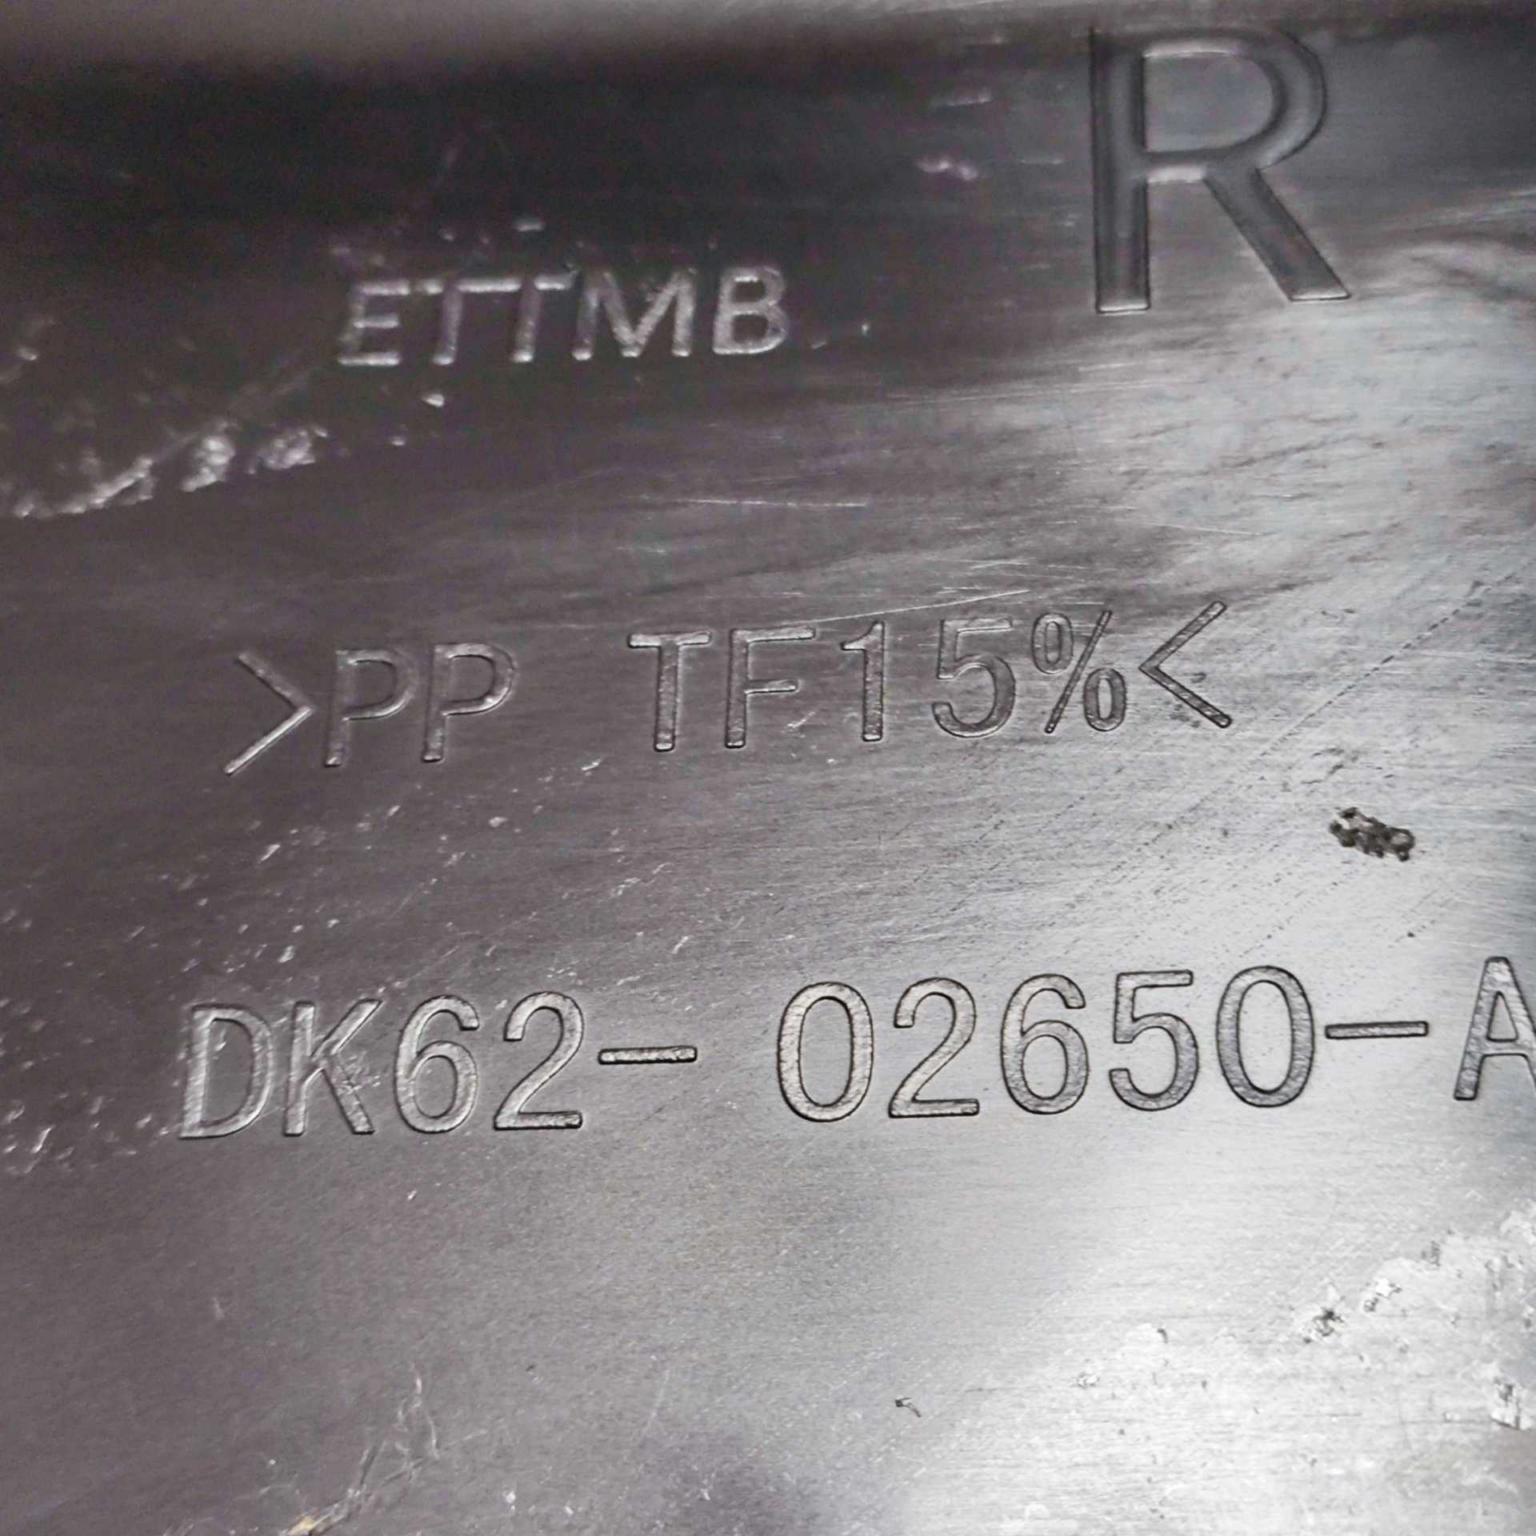 R
ETTMB
>PP TF15%<
DK62-02650-A